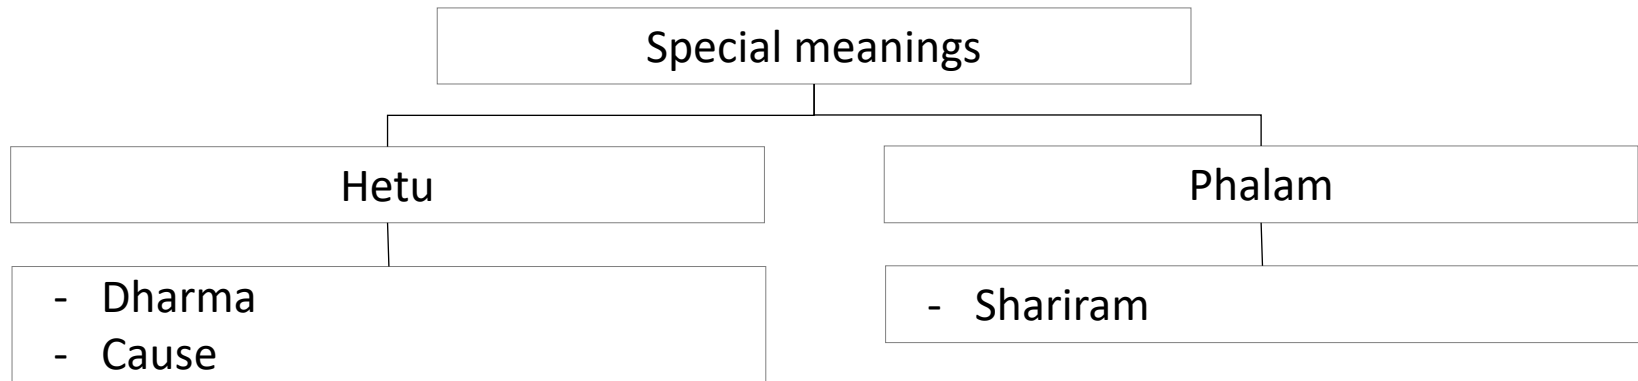 Special meanings
Hetu
Phalam
- Dharma
- Cause
- Shariram